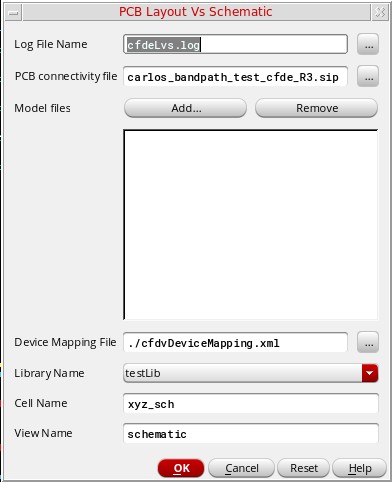 PCB Layout Vs Schematic
Log File Name cfdeLvs.log ...
PCB connectivity file carlos_bandpath_test_cfde_R3.sip ...
Model files Add... Remove
Device Mapping File ./cfdvDeviceMapping.xml ...
Library Name testLib
Cell Name xyz_sch
View Name schematic
OK Cancel Reset Help